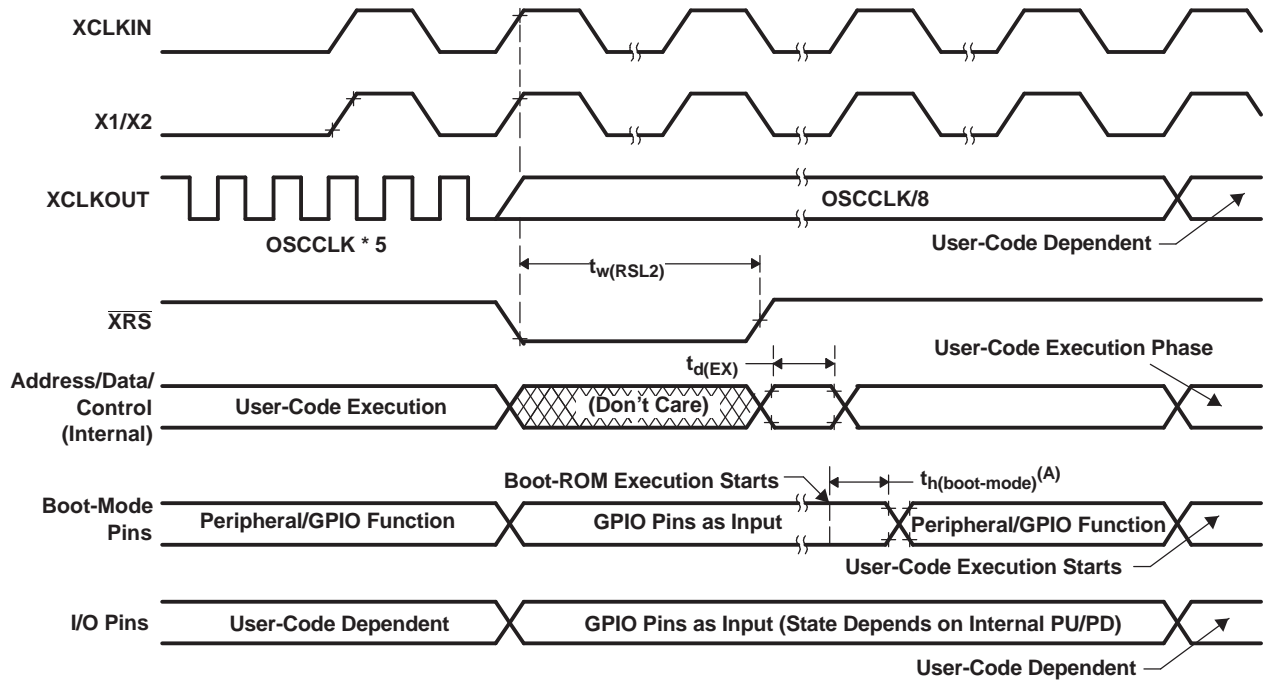 XCLKIN
X1/X2
XCLKOUT
OSCCLK * 5
OSCCLK/8
User-Code Dependent
tw(RSL2)
XRS
td(EX)
User-Code Execution Phase
Address/Data/
Control
(Internal)
User-Code Execution
(Don't Care)
Boot-ROM Execution Starts
th(boot-mode)(A)
Boot-Mode
Pins
Peripheral/GPIO Function
GPIO Pins as Input
Peripheral/GPIO Function
User-Code Execution Starts
I/O Pins
User-Code Dependent
GPIO Pins as Input (State Depends on Internal PU/PD)
User-Code Dependent